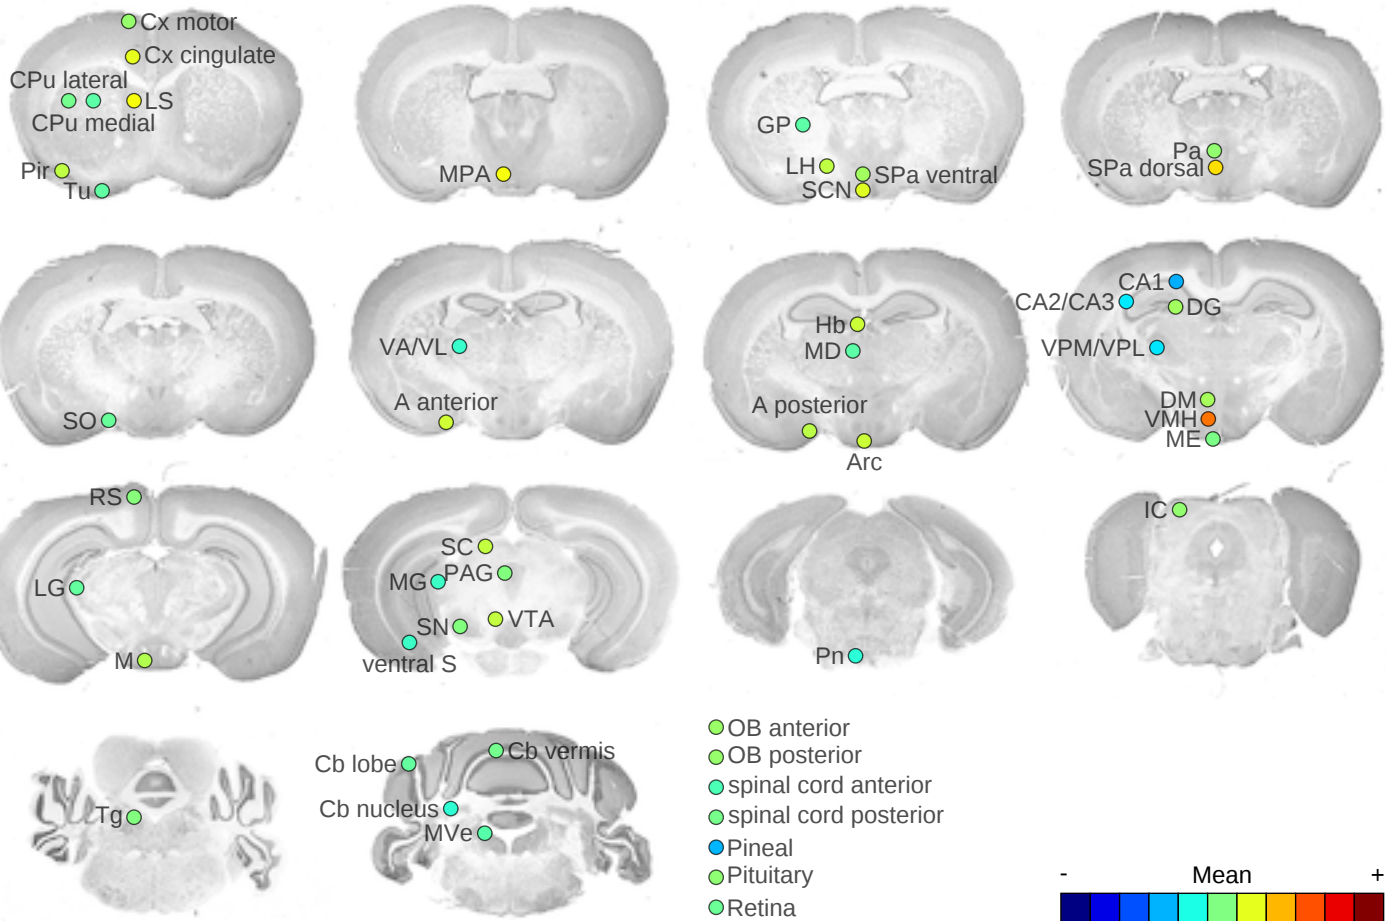 Cx motor
Cx cingulate
CPu lateral
LS
CPu medial
Pir
Tu
MPA
GP
LH
SPa ventral
SCN
Pa
SPa dorsal
SO
VA/VL
A anterior
Hb
MD
A posterior
Arc
CA1
CA2/CA3
DG
VPM/VPL
DM
VMH
ME
RS
LG
M
SC
MG
PAG
SN
VTA
ventral S
Pn
IC
Tg
Cb lobe
Cb vermis
Cb nucleus
MVe
OB anterior
OB posterior
spinal cord anterior
spinal cord posterior
Pineal
Pituitary
Retina
- Mean +